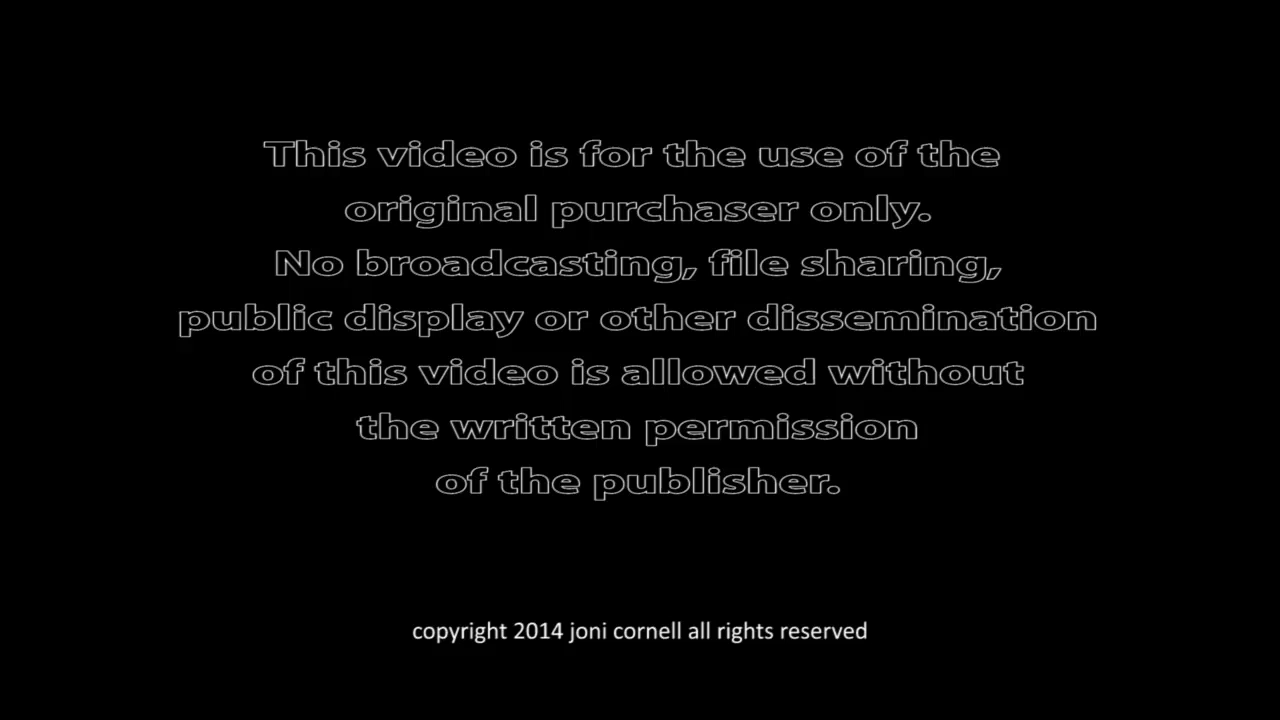 This video is for the use of the
original purchaser only.
No broadcasting, file sharing,
public display or other dissemination
of this video is allowed without
the written permission
of the publisher.
copyright 2014 joni cornell all rights reserved